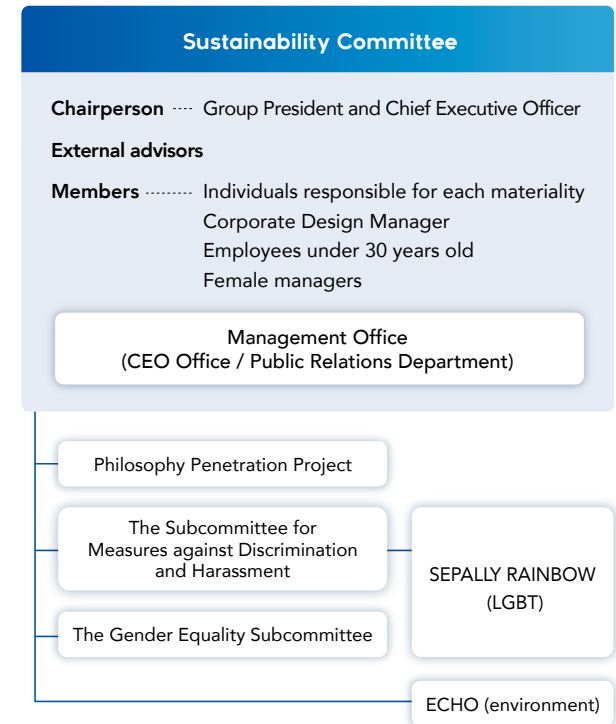 Sustainability Committee
Chairperson ···· Group President and Chief Executive Officer
External advisors
Members ········· Individuals responsible for each materiality
Corporate Design Manager
Employees under 30 years old
Female managers
Management Office
(CEO Office / Public Relations Department)
Philosophy Penetration Project
The Subcommittee for
Measures against Discrimination
and Harassment
SEPALLY RAINBOW
(LGBT)
The Gender Equality Subcommittee
ECHO (environment)